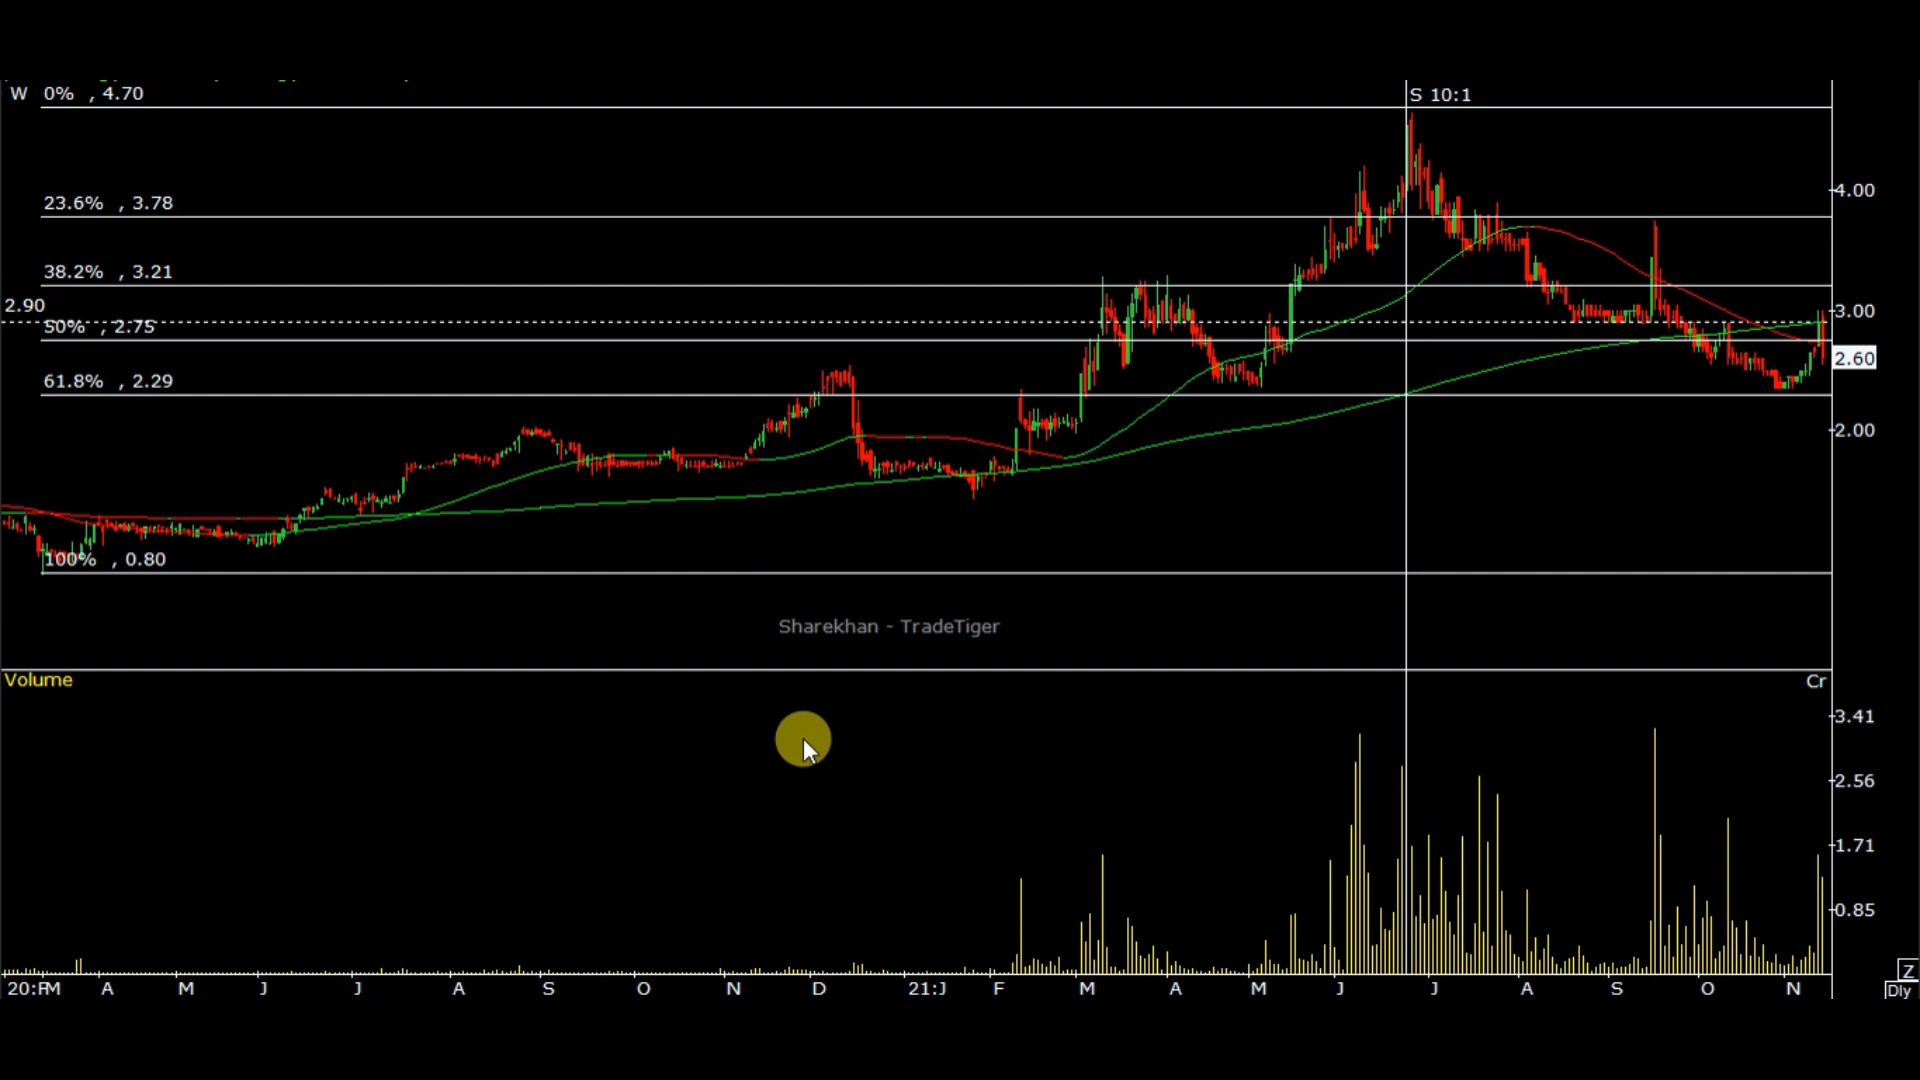 W 0% , 4.70
S 10:1
4.00
23.6% , 3.78
38.2% , 3.21
2.90
3.00
50% , 2.75
2.60
61.8% , 2.29
2.00
100% , 0.80
Sharekhan - TradeTiger
Volume
Cr
3.41
2.56
1.71
0.85
20:FM A M J J A S O N D 21:J F M A M J J A S O N
Z
Dly